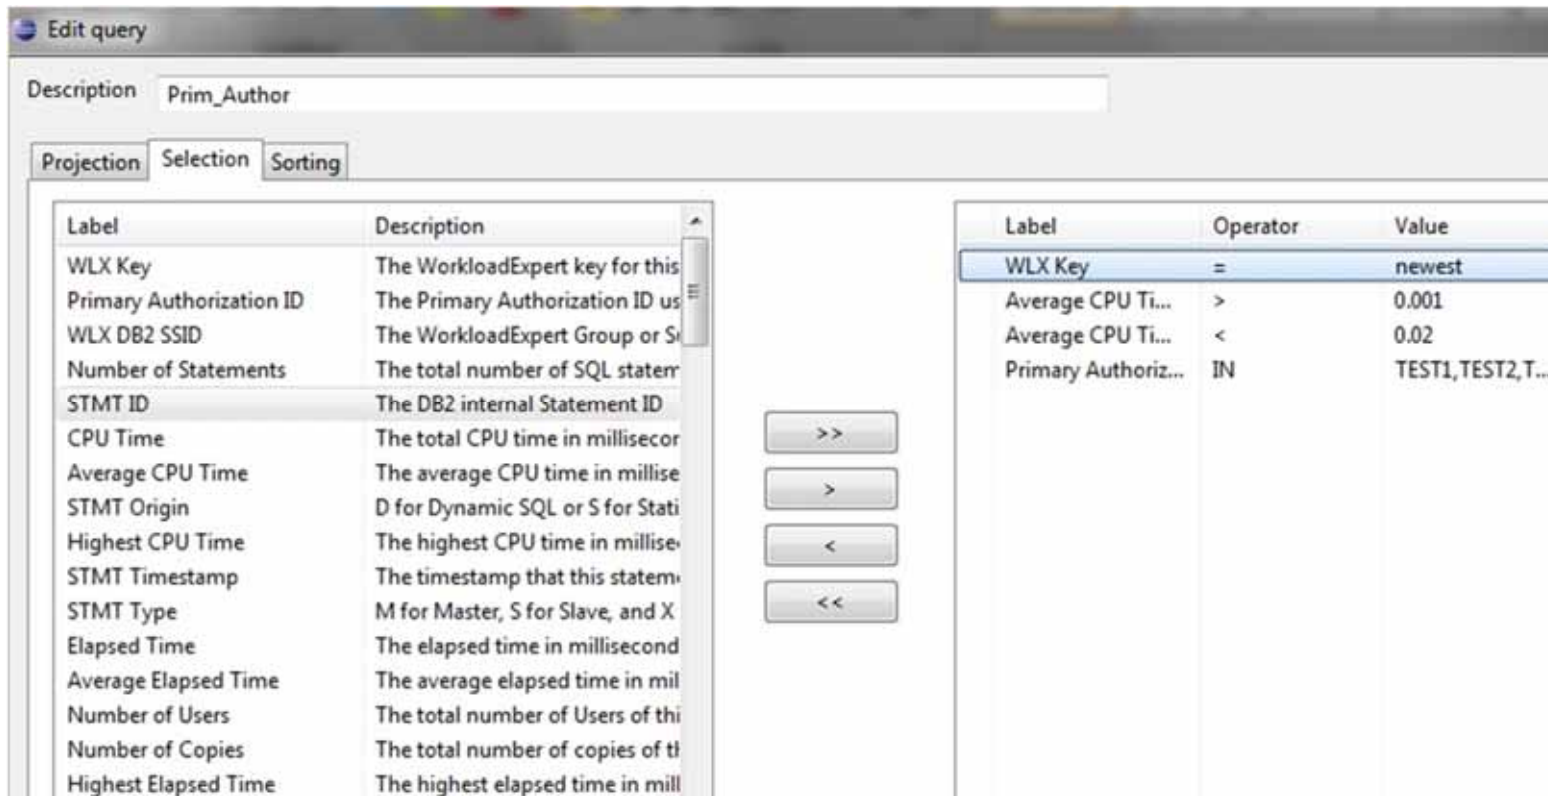 Edit query
Description Prim_Author
Projection Selection Sorting
Label Description
WLX Key The WorkloadExpert key for this
Primary Authorization ID The Primary Authorization ID us
WLX DB2 SSID The WorkloadExpert Group or S
Number of Statements The total number of SQL statem
STMT ID The DB2 internal Statement ID
CPU Time The total CPU time in millisecor
Average CPU Time The average CPU time in millise
STMT Origin D for Dynamic SQL or S for Stati
Highest CPU Time The highest CPU time in millise
STMT Timestamp The timestamp that this statem
STMT Type M for Master, S for Slave, and X
Elapsed Time The elapsed time in millisecond
Average Elapsed Time The average elapsed time in mil
Number of Users The total number of Users of thi
Number of Copies The total number of copies of th
Highest Elapsed Time The highest elapsed time in mill
>>
>
<
<<
Label Operator Value
WLX Key = newest
Average CPU Ti... > 0.001
Average CPU Ti... < 0.02
Primary Authoriz... IN TEST1,TEST2,T...